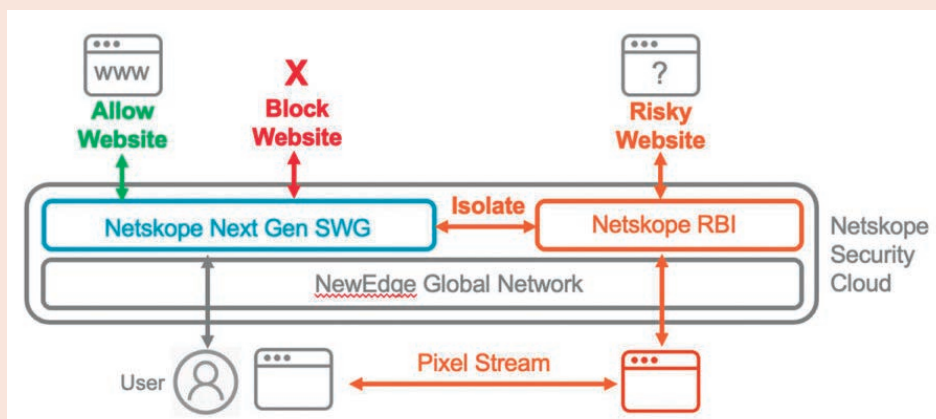 www
Allow
Website
X
Block
Website
?
Risky
Website
Netskope Next Gen SWG
Isolate
Netskope RBI
Netskope
Security
Cloud
NewEdge Global Network
User
Pixel Stream